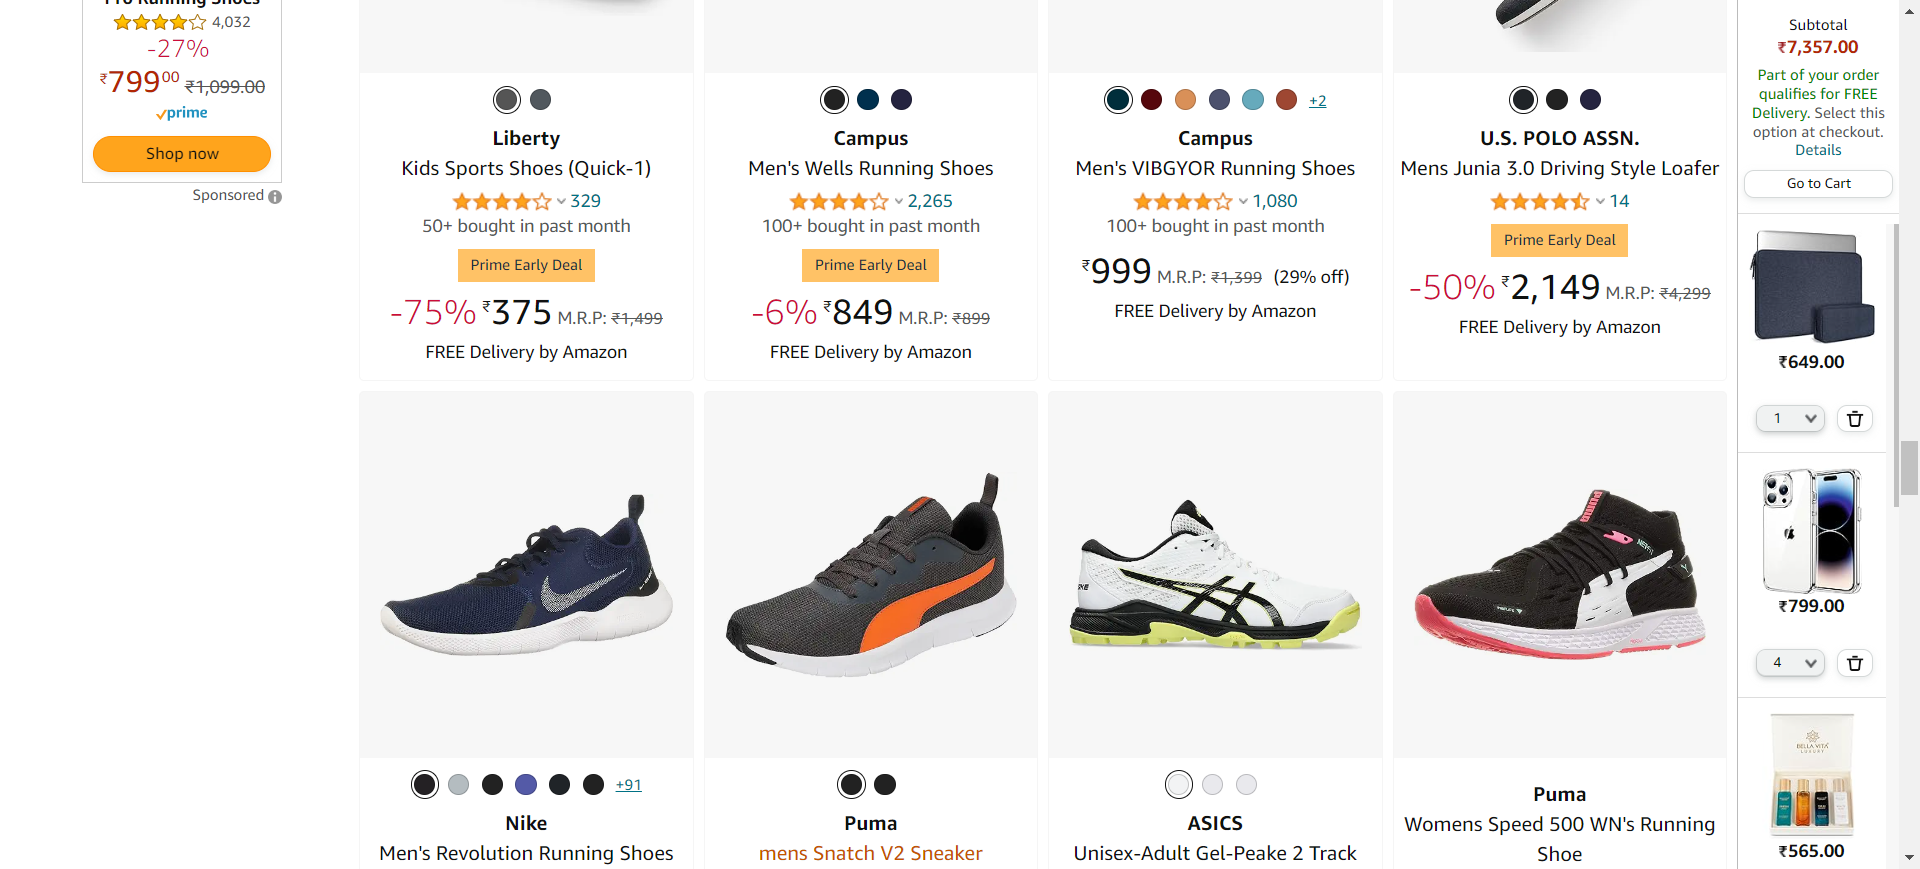 Pro Running Shoes
4,032
-27%
₹799⁰⁰ ₹1,099.00
prime
Shop now
Sponsored
Liberty
Kids Sports Shoes (Quick-1)
329
50+ bought in past month
Prime Early Deal
-75% ₹375 M.R.P: ₹1,499
FREE Delivery by Amazon
Campus
Men's Wells Running Shoes
2,265
100+ bought in past month
Prime Early Deal
-6% ₹849 M.R.P: ₹899
FREE Delivery by Amazon
+2
Campus
Men's VIBGYOR Running Shoes
1,080
100+ bought in past month
₹999 M.R.P: ₹1,399 (29% off)
FREE Delivery by Amazon
U.S. POLO ASSN.
Mens Junia 3.0 Driving Style Loafer
14
Prime Early Deal
-50% ₹2,149 M.R.P: ₹4,299
FREE Delivery by Amazon
+91
Nike
Men's Revolution Running Shoes
Puma
mens Snatch V2 Sneaker
ASICS
Unisex-Adult Gel-Peake 2 Track
PUMA
Puma
Womens Speed 500 WN's Running
Shoe
Subtotal
₹7,357.00
Part of your order
qualifies for FREE
Delivery. Select this
option at checkout.
Details
Go to Cart
₹649.00
1
₹799.00
4
BELLA VITA
LUXURY
₹565.00